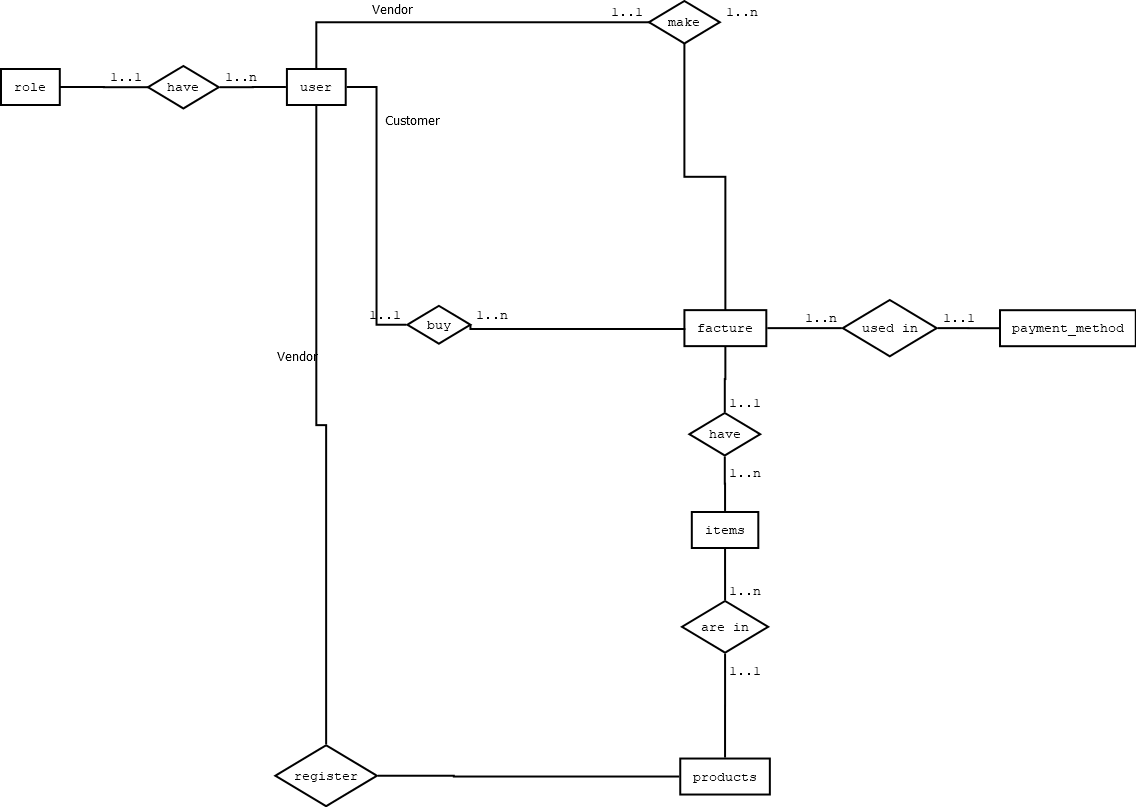 Vendor
1..1
make
1..n
role
1..1
have
1..n
user
Customer
1..1
buy
1..n
facture
1..n
used in
1..1
payment_method
Vendor
1..1
have
1..n
items
1..n
are in
1..1
register
products